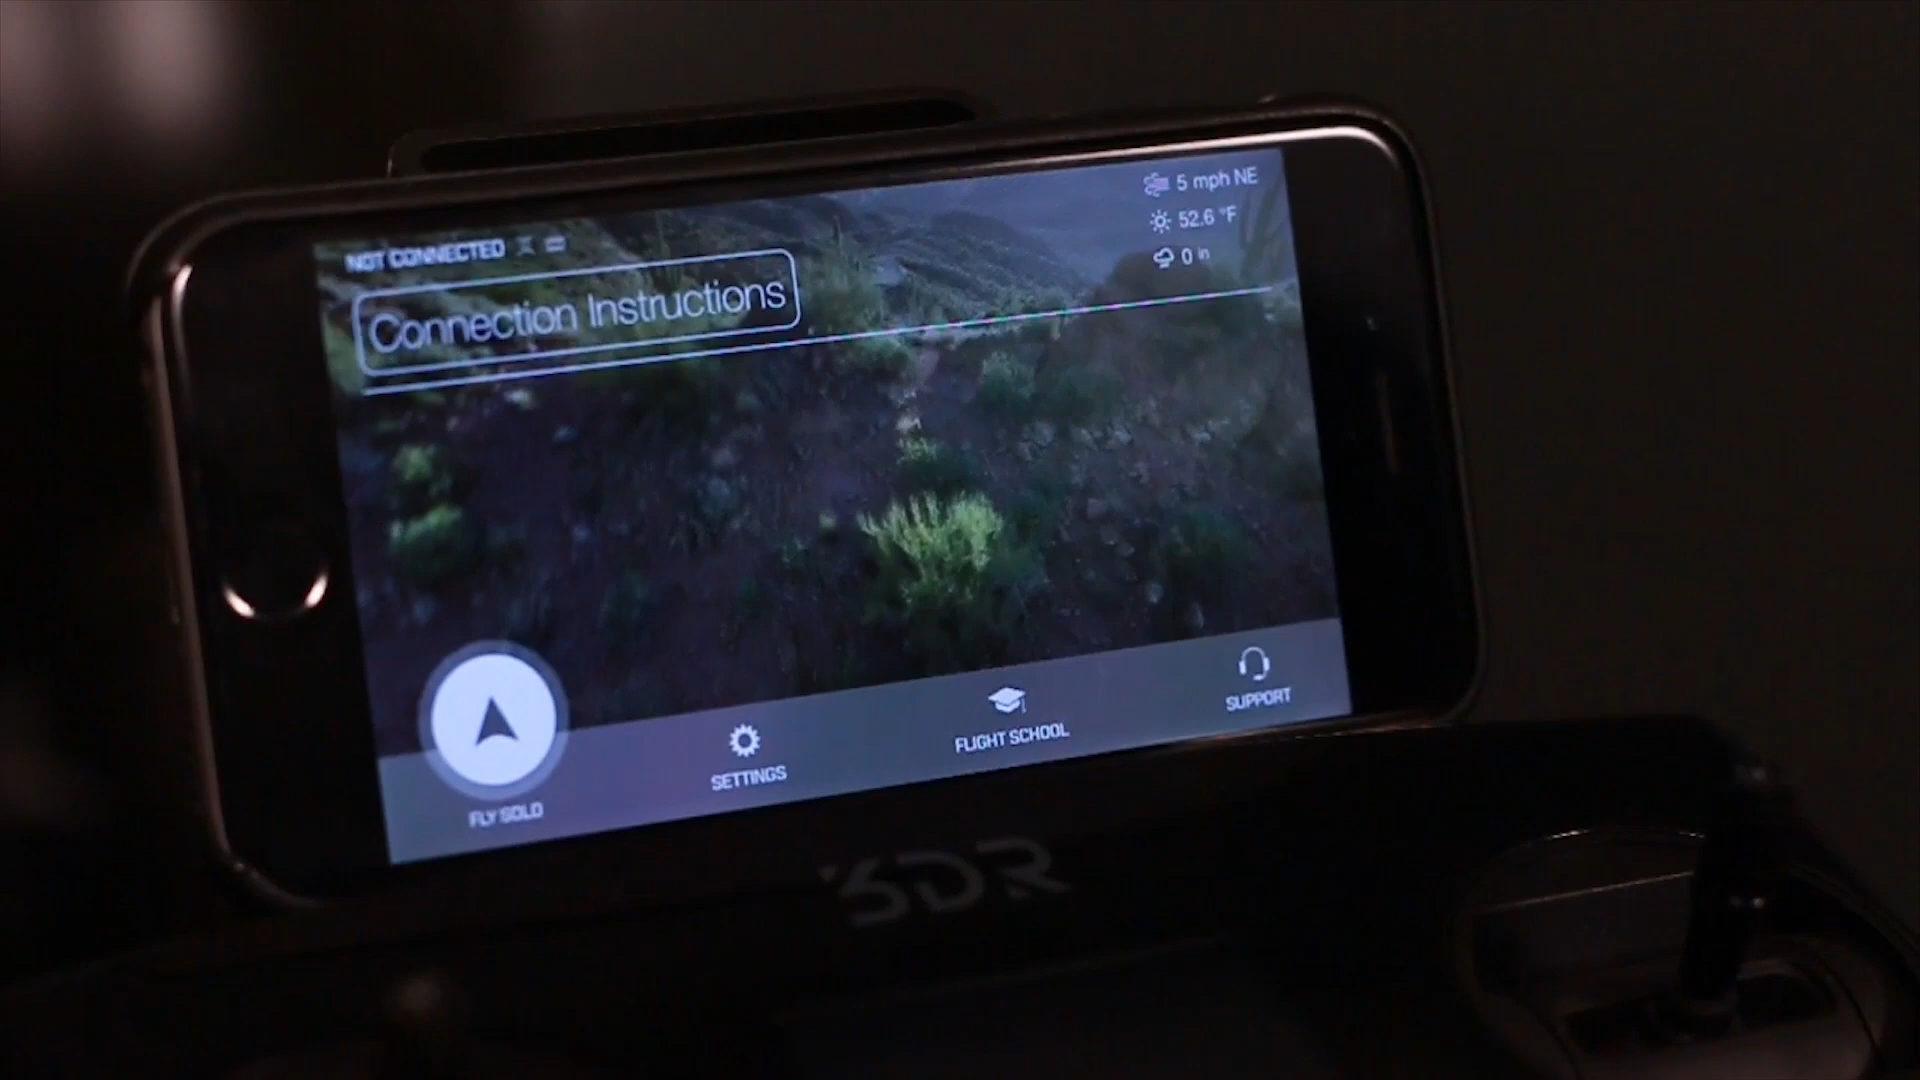 NOT CONNECTED
Connection Instructions
5 mph NE
52.6 °F
0 in
FLY SOLO
SETTINGS
FLIGHT SCHOOL
SUPPORT
3DR